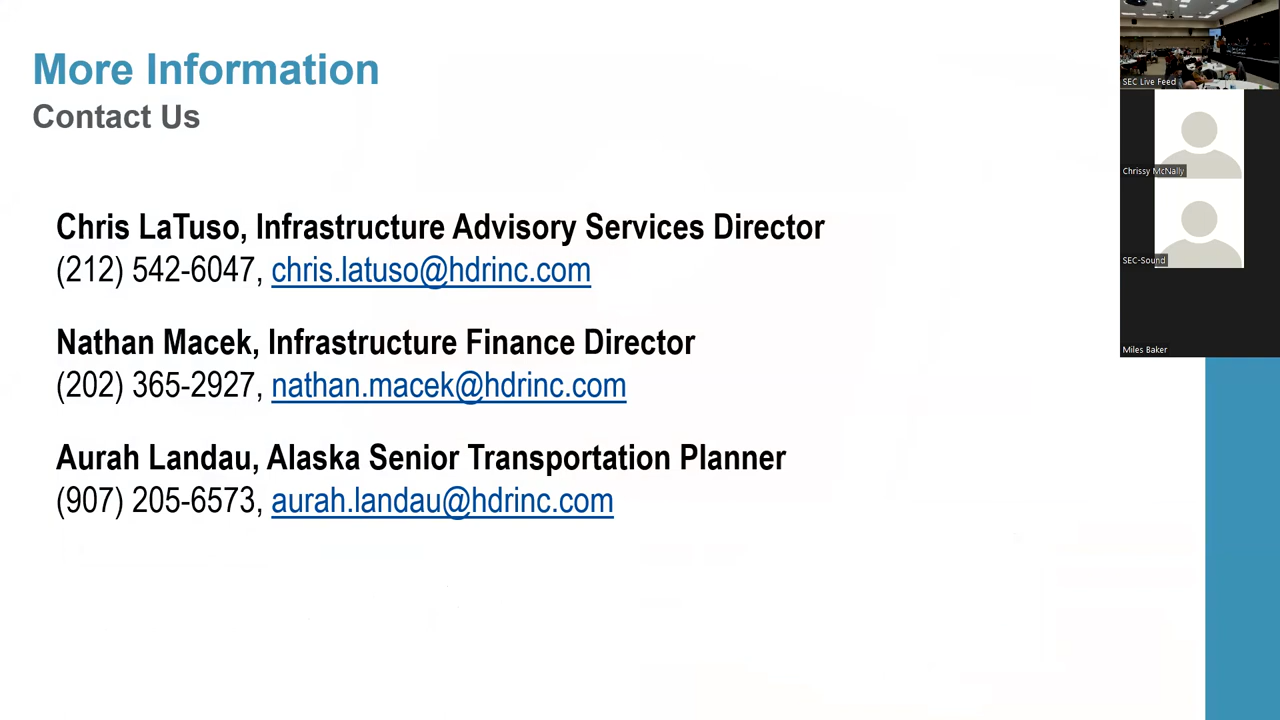 More Information
Contact Us
Chris LaTuso, Infrastructure Advisory Services Director
(212) 542-6047, chris.latuso@hdrinc.com
Nathan Macek, Infrastructure Finance Director
(202) 365-2927, nathan.macek@hdrinc.com
Aurah Landau, Alaska Senior Transportation Planner
(907) 205-6573, aurah.landau@hdrinc.com
SEC Live Feed
Chrissy McNally
SEC-Sound
Miles Baker